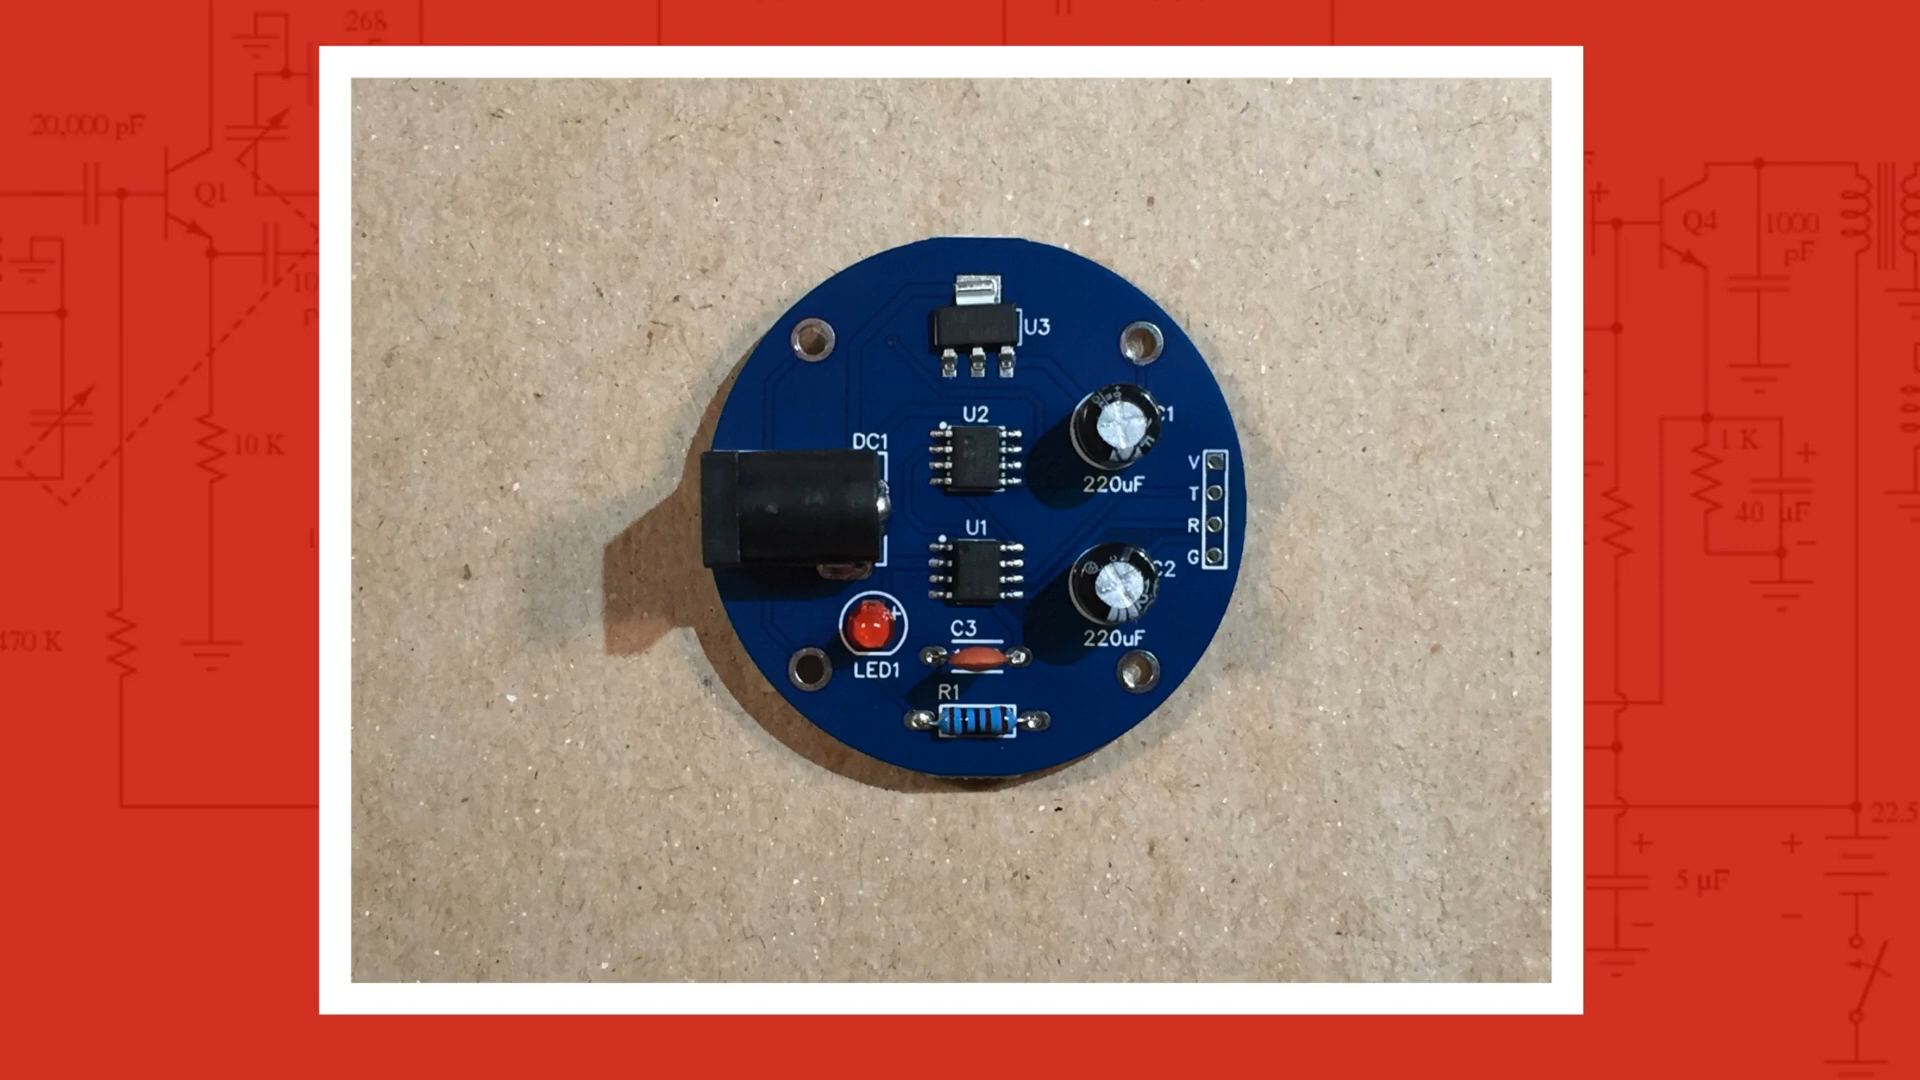 268
20,000 pF
Q1
10
10 K
470 K
Q4
1000
pF
1 K
40 µF
22.5
5 µF
U3
U2
C1
220uF
DC1
V
T
R
G
U1
C2
220uF
LED1
C3
R1